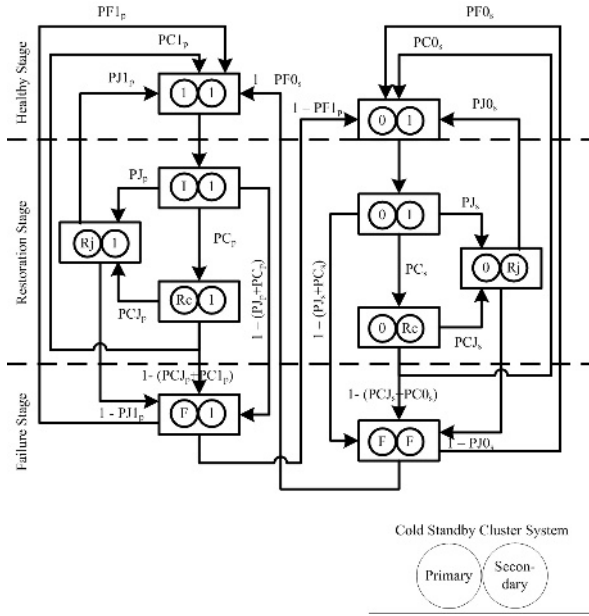 PF1p
PF0s
PC1p
PC0s
Healthy Stage
PJ1p
1 PF0s
PJ0s
1 1
1 – PF1p
0 1
Restoration Stage
PJp
I 1
0 1
PJs
Rj 1
PCp
1 – (PJp+PCp)
1 – (PJs+PCs)
PCs
0 Rj
Rc 1
PCJp
0 Rc
PCJs
Failure Stage
1- (PCJp+PC1p)
1- (PCJs+PC0s)
F 1
1 - PJ1p
F F
1 – PJ0s
Cold Standby Cluster System
Primary
Secon-
dary